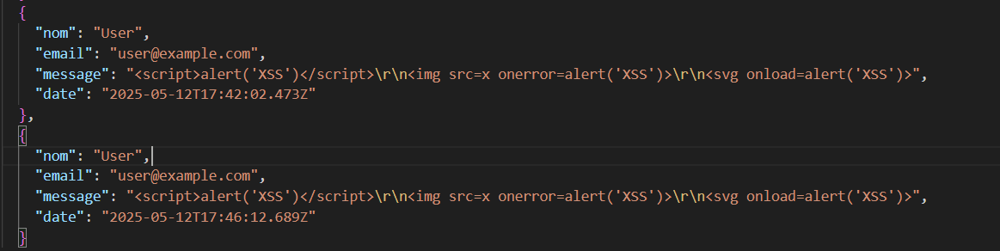 {
"nom": "User",
"email": "user@example.com",
"message": "<script>alert('XSS')</script>\r\n<img src=x onerror=alert('XSS')>\r\n<svg onload=alert('XSS')>",
"date": "2025-05-12T17:42:02.473Z"
},
{
"nom": "User",
"email": "user@example.com",
"message": "<script>alert('XSS')</script>\r\n<img src=x onerror=alert('XSS')>\r\n<svg onload=alert('XSS')>",
"date": "2025-05-12T17:46:12.689Z"
}